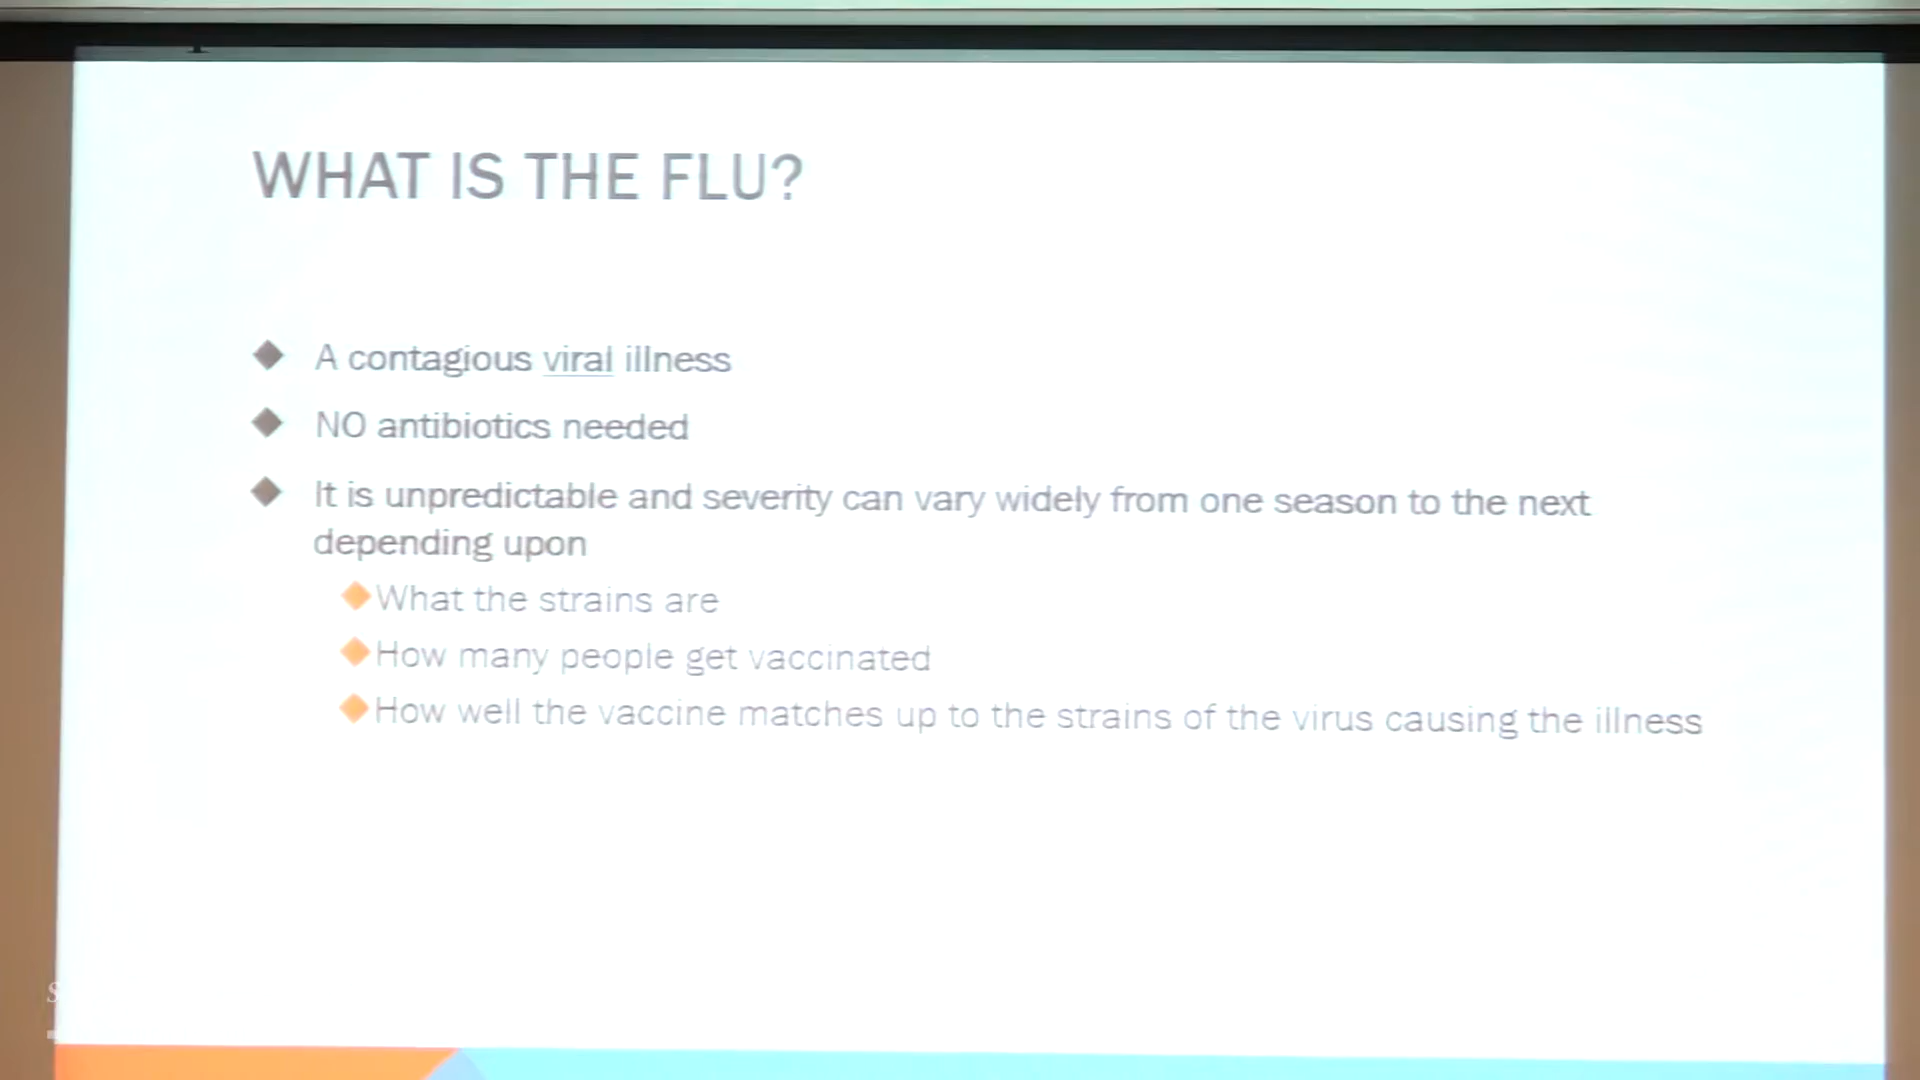 WHAT IS THE FLU?
A contagious viral illness
NO antibiotics needed
It is unpredictable and severity can vary widely from one season to the next
depending upon
What the strains are
How many people get vaccinated
How well the vaccine matches up to the strains of the virus causing the illness